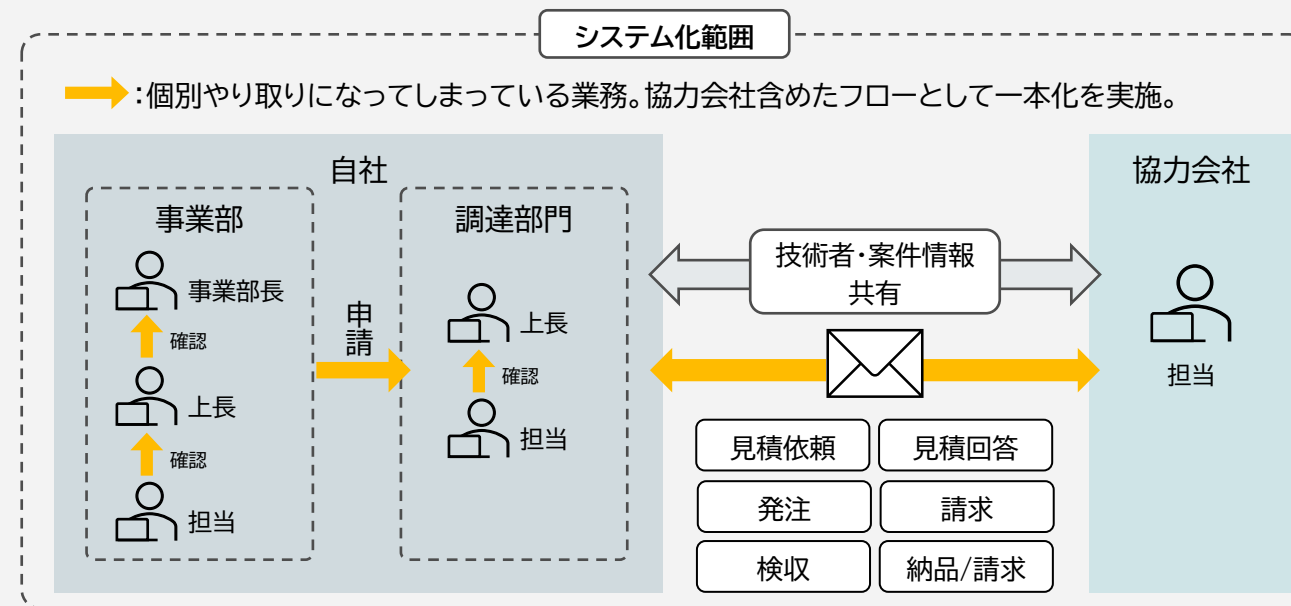 システム化範囲
:個別やり取りになってしまっている業務。協力会社含めたフローとして一本化を実施。
自社
事業部
事業部長
確認
上長
確認
担当
申請
調達部門
上長
確認
担当
技術者・案件情報
共有
見積依頼
見積回答
発注
請求
検収
納品/請求
協力会社
担当